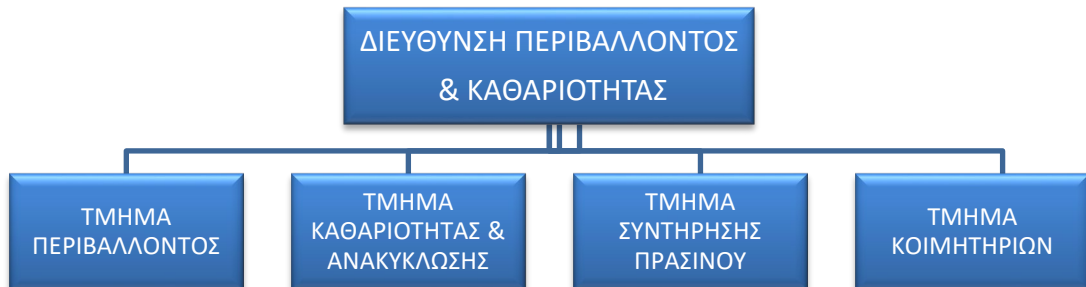 ΔΙΕΥΘΥΝΣΗ ΠΕΡΙΒΑΛΛΟΝΤΟΣ
& ΚΑΘΑΡΙΟΤΗΤΑΣ
ΤΜΗΜΑ
ΠΕΡΙΒΑΛΛΟΝΤΟΣ
ΤΜΗΜΑ
ΚΑΘΑΡΙΟΤΗΤΑΣ &
ΑΝΑΚΥΚΛΩΣΗΣ
ΤΜΗΜΑ
ΣΥΝΤΗΡΗΣΗΣ
ΠΡΑΣΙΝΟΥ
ΤΜΗΜΑ
ΚΟΙΜΗΤΗΡΙΩΝ